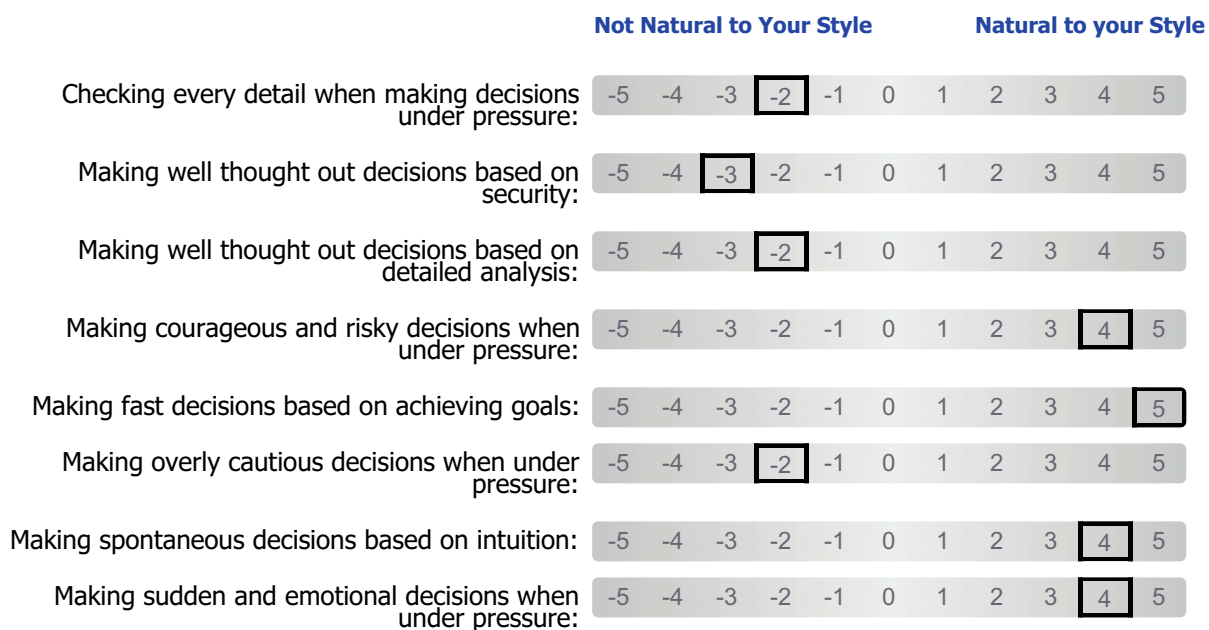 Not Natural to Your Style Natural to your Style
Checking every detail when making decisions
under pressure:
-5 -4 -3 -2 -1 0 1 2 3 4 5
Making well thought out decisions based on
security:
-5 -4 -3 -2 -1 0 1 2 3 4 5
Making well thought out decisions based on
detailed analysis:
-5 -4 -3 -2 -1 0 1 2 3 4 5
Making courageous and risky decisions when
under pressure:
-5 -4 -3 -2 -1 0 1 2 3 4 5
Making fast decisions based on achieving goals:
-5 -4 -3 -2 -1 0 1 2 3 4 5
Making overly cautious decisions when under
pressure:
-5 -4 -3 -2 -1 0 1 2 3 4 5
Making spontaneous decisions based on intuition:
-5 -4 -3 -2 -1 0 1 2 3 4 5
Making sudden and emotional decisions when
under pressure:
-5 -4 -3 -2 -1 0 1 2 3 4 5